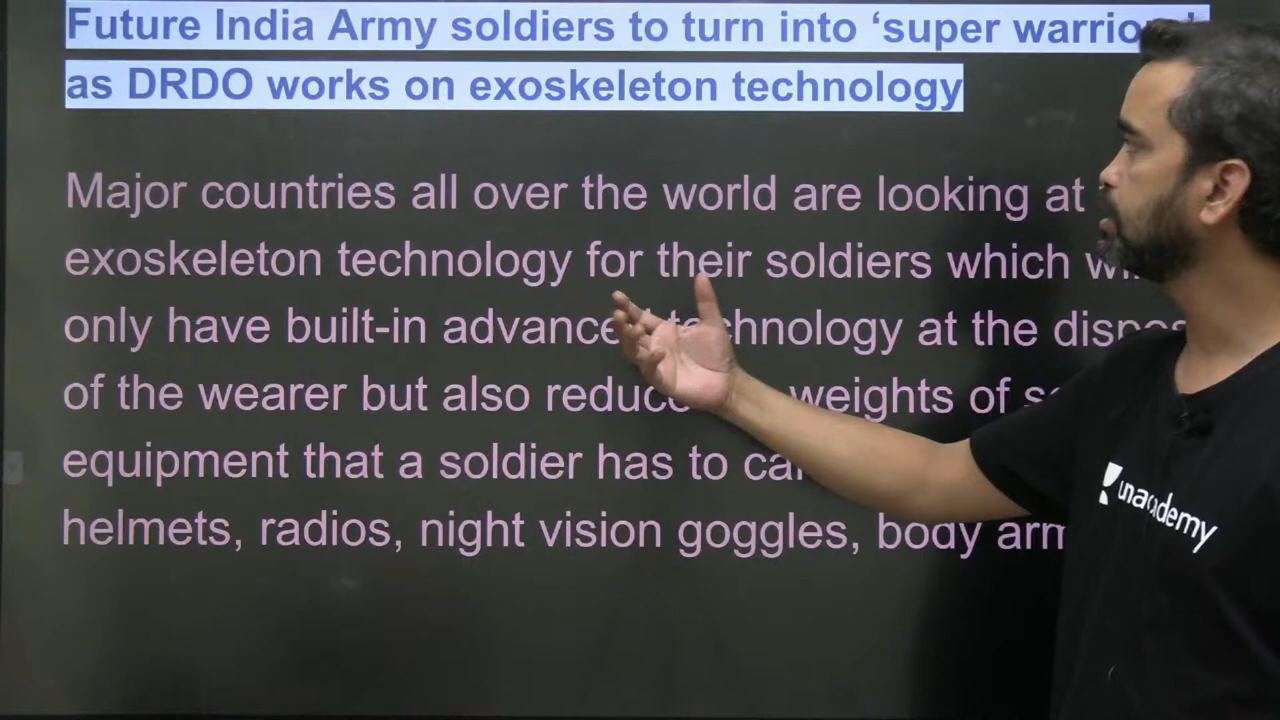 Future India Army soldiers to turn into ‘super
as DRDO works on exoskeleton technology
Major countries all over the world are looking at
exoskeleton technology for their soldiers which
only have built-in technology at the
of the wearer but also weights of
equipment that a soldier has to
helmets, radios, night vision goggles, body
unacademy